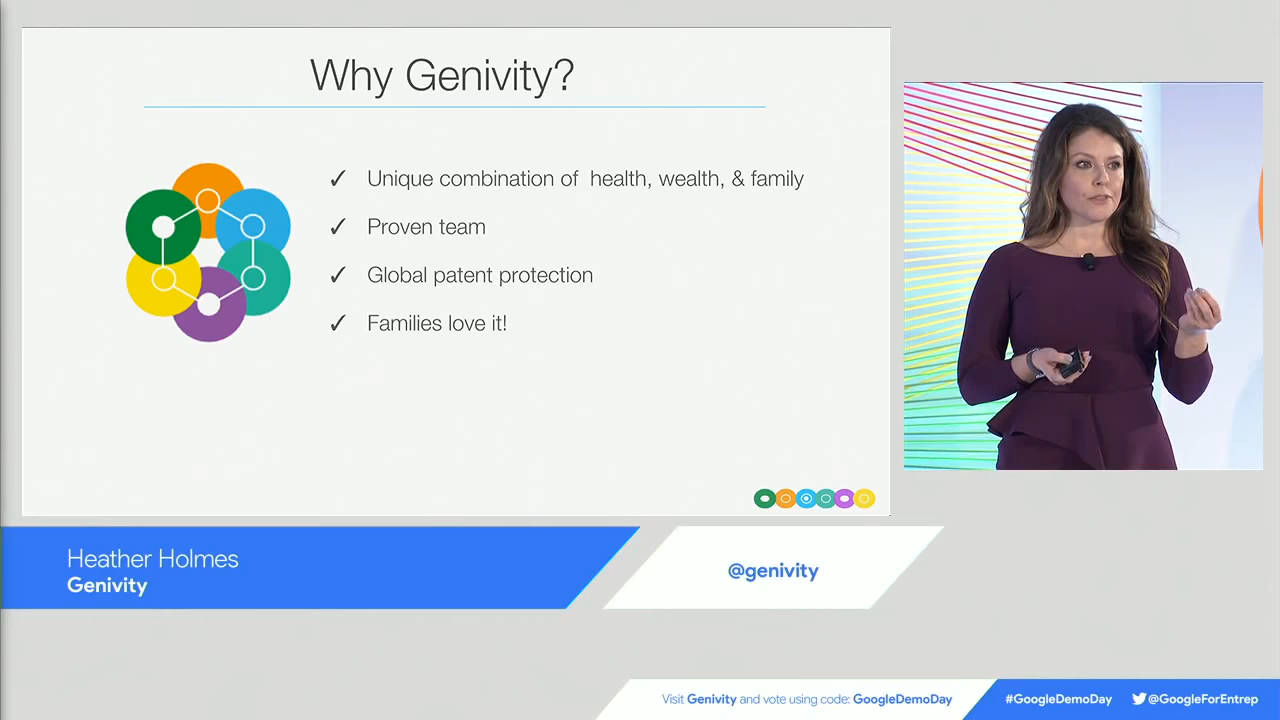 Why Genivity?
✓ Unique combination of health, wealth, & family
✓ Proven team
✓ Global patent protection
✓ Families love it!
Heather Holmes
Genivity
@genivity
Visit Genivity and vote using code: GoogleDemoDay
#GoogleDemoDay @GoogleForEntrep